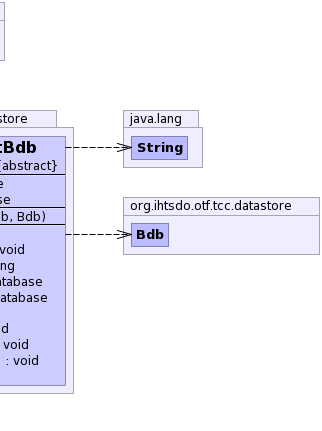 store
tBdb
{abstract}
e
se
b, Bdb)
void
ng
atabase
atabase
d
void
: void
java.lang
String
org.ihtsdo.otf.tcc.datastore
Bdb